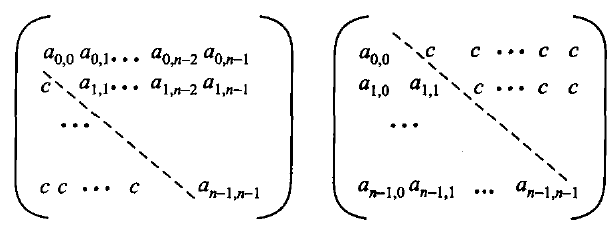 a0,0 a0,1... a0,n-2 a0,n-1
c a1,1... a1,n-2 a1,n-1
...
c c ... c an-1,n-1
a0,0 c c ... c c
a1,0 a1,1 c ... c c
...
an-1,0 an-1,1 ... an-1,n-1